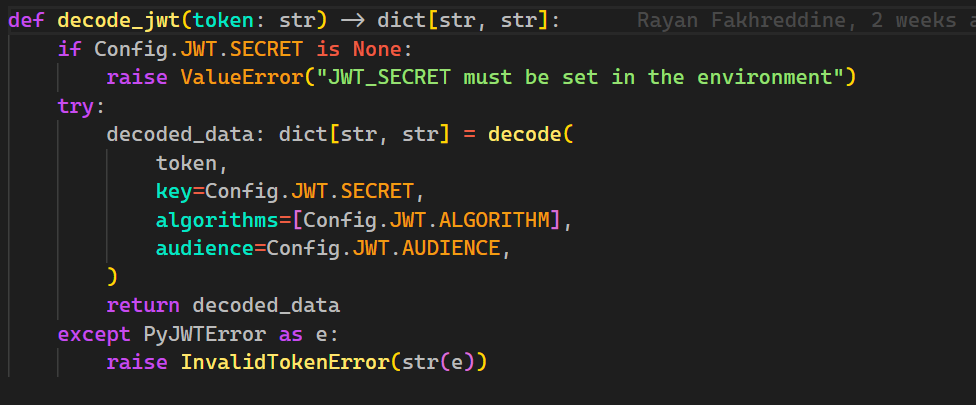 def decode_jwt(token: str) -> dict[str, str]:    Rayan Fakhreddine, 2 weeks a
    if Config.JWT.SECRET is None:
        raise ValueError("JWT_SECRET must be set in the environment")
    try:
        decoded_data: dict[str, str] = decode(
            token,
            key=Config.JWT.SECRET,
            algorithms=[Config.JWT.ALGORITHM],
            audience=Config.JWT.AUDIENCE,
        )
        return decoded_data
    except PyJWTError as e:
        raise InvalidTokenError(str(e))